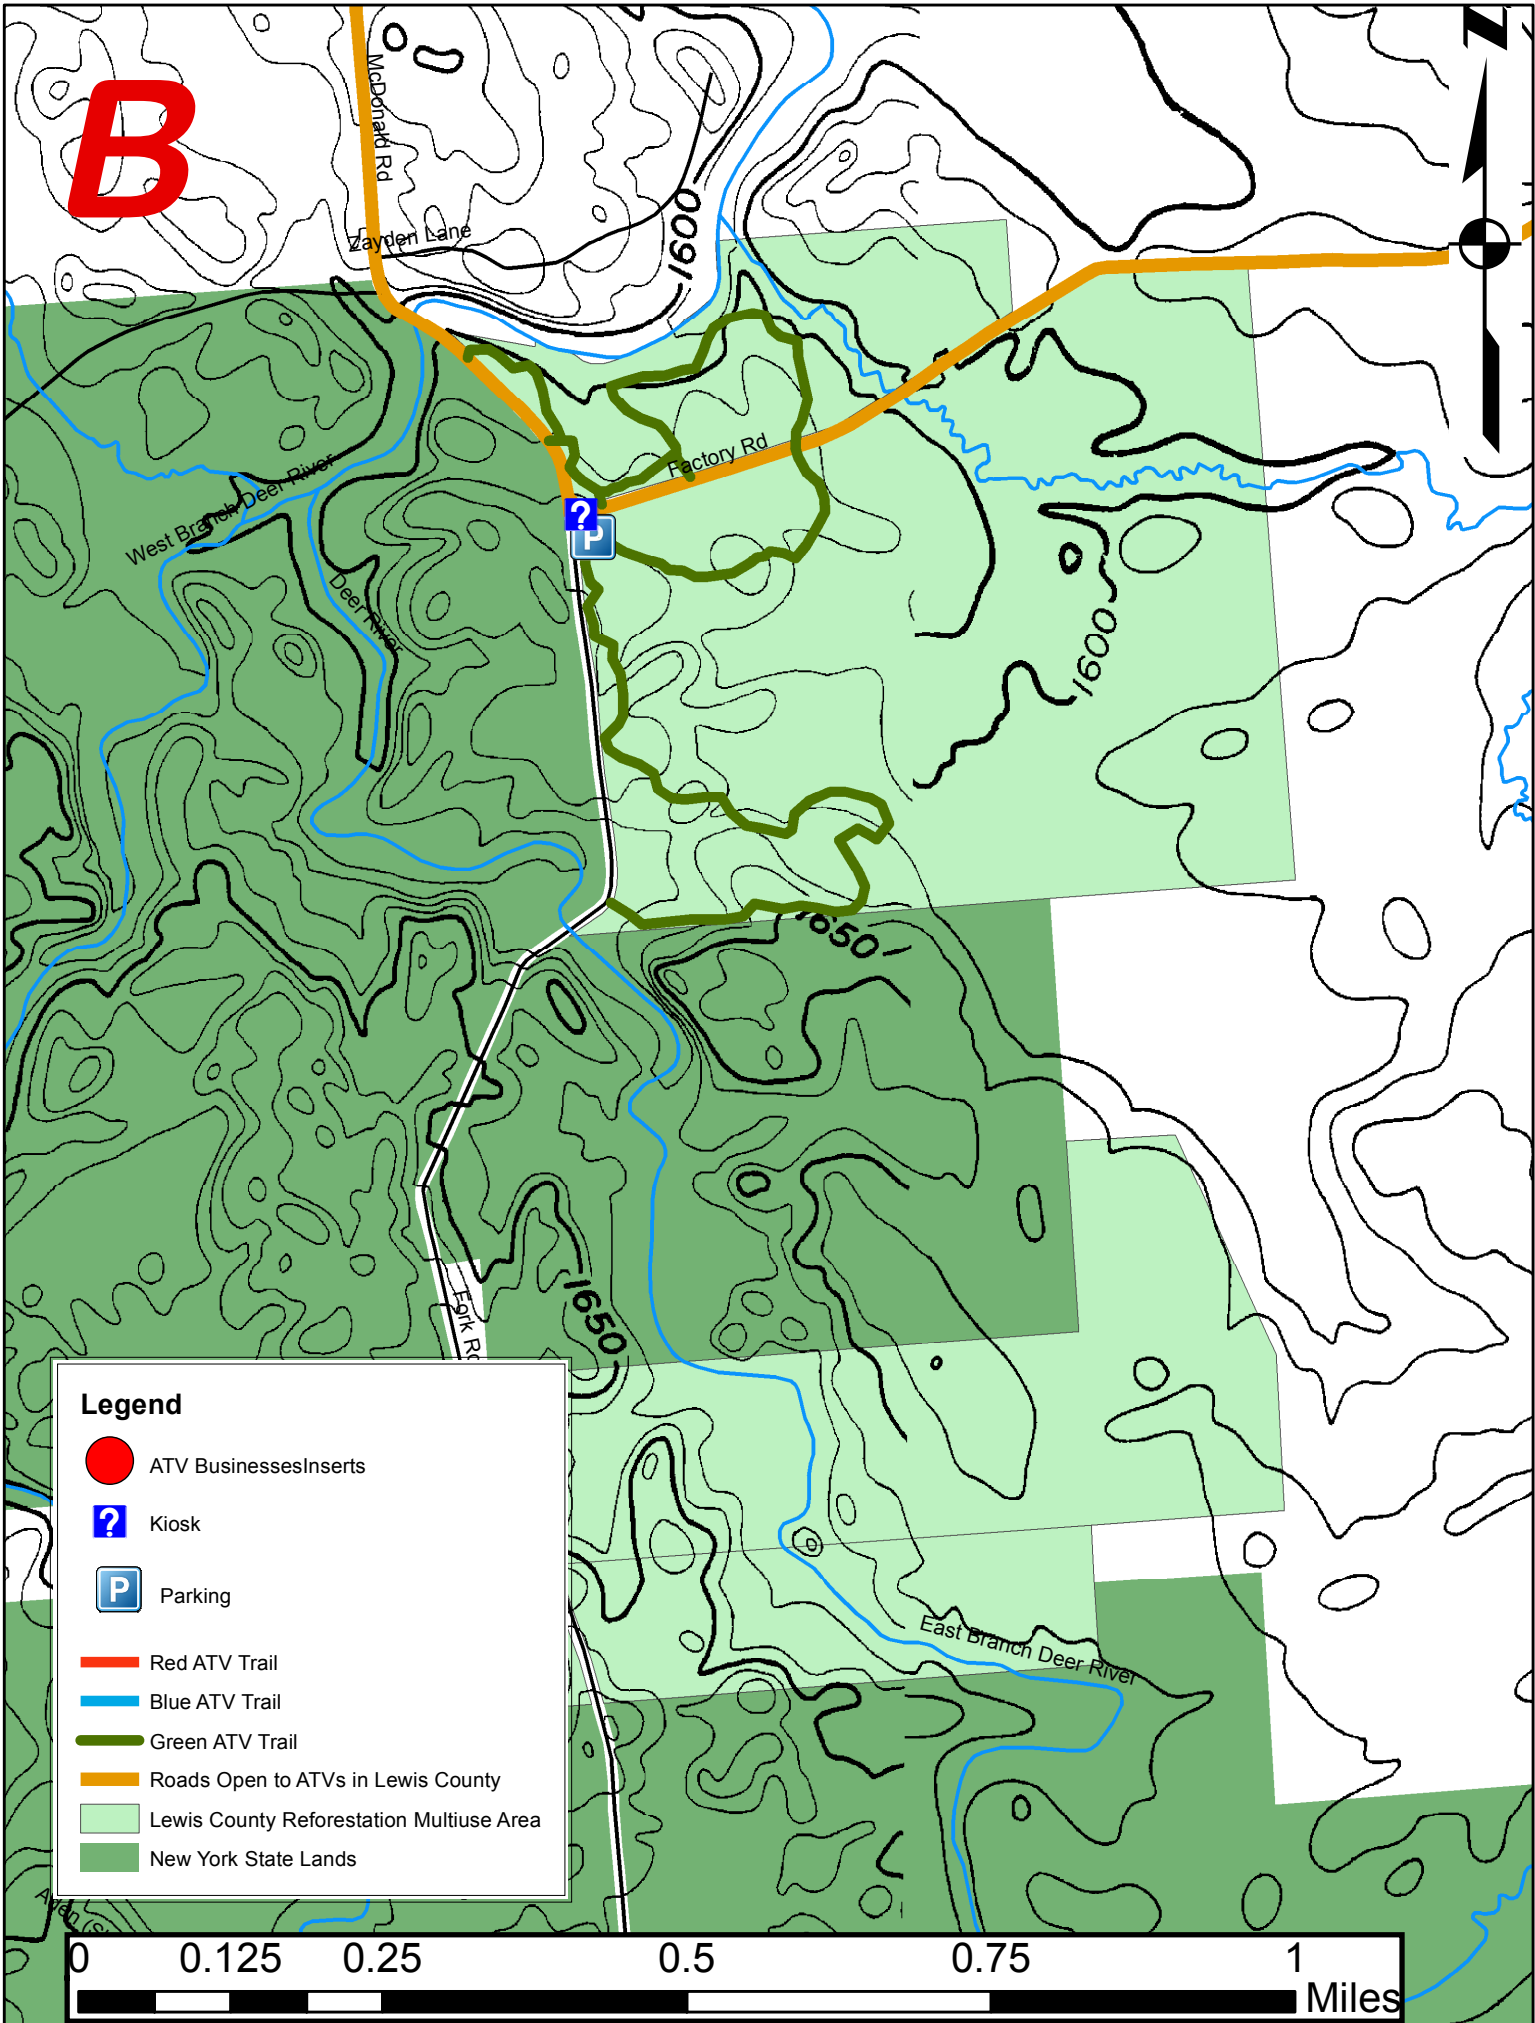 N
B
McDonald Rd
Zayden Lane
1600
Factory Rd
?
P
West Branch Deer River
Deer River
1600
1650
1650
Fork Rd
East Branch Deer River
Legend
ATV BusinessesInserts
? Kiosk
P Parking
Red ATV Trail
Blue ATV Trail
Green ATV Trail
Roads Open to ATVs in Lewis County
Lewis County Reforestation Multiuse Area
New York State Lands
0 0.125 0.25 0.5 0.75 1
Miles